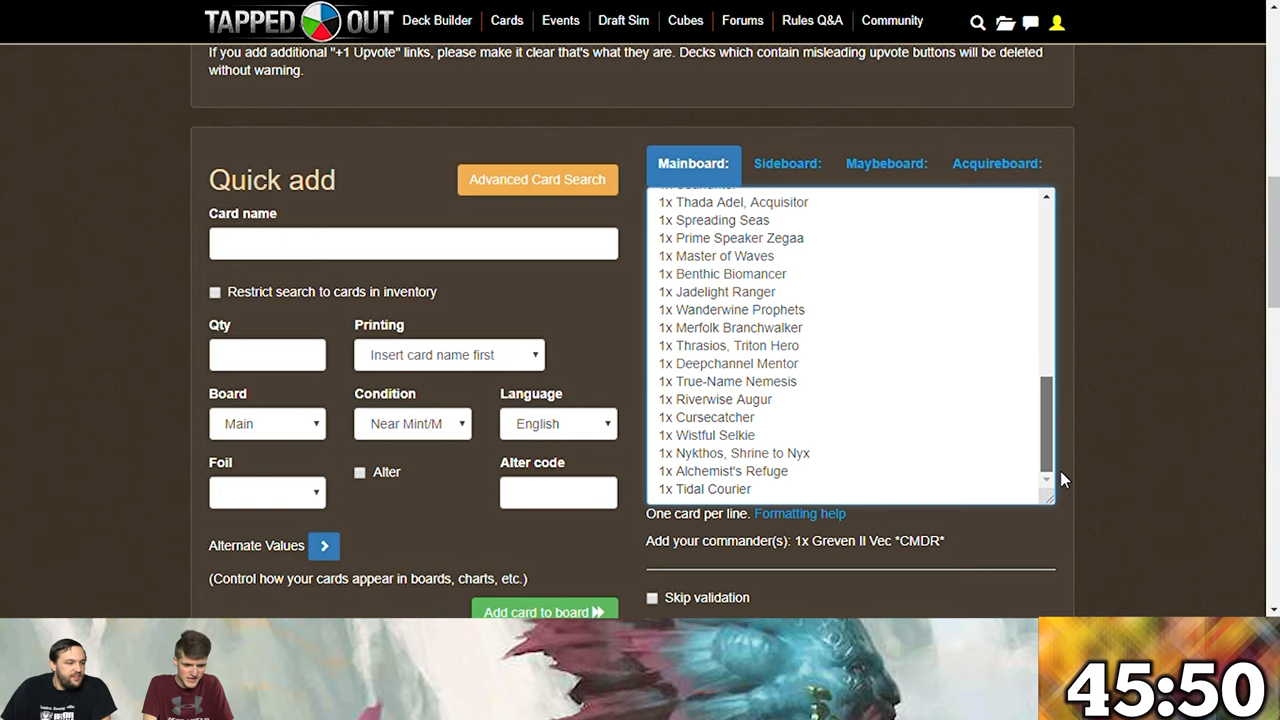 TAPPED OUT Deck Builder Cards Events Draft Sim Cubes Forums Rules Q&A Community
If you add additional "+1 Upvote" links, please make it clear that's what they are. Decks which contain misleading upvote buttons will be deleted
without warning.
Quick add
Advanced Card Search
Card name
Restrict search to cards in inventory
Qty
Printing
Insert card name first
Board
Condition
Language
Main
Near Mint/M
English
Foil
Alter
Alter code
Alternate Values
(Control how your cards appear in boards, charts, etc.)
Add card to board
Mainboard: Sideboard: Maybeboard: Acquireboard:
1x Thada Adel, Acquisitor
1x Spreading Seas
1x Prime Speaker Zegaa
1x Master of Waves
1x Benthic Biomancer
1x Jadelight Ranger
1x Wanderwine Prophets
1x Merfolk Branchwalker
1x Thrasios, Triton Hero
1x Deepchannel Mentor
1x True-Name Nemesis
1x Riverwise Augur
1x Cursecatcher
1x Wistful Selkie
1x Nykthos, Shrine to Nyx
1x Alchemist's Refuge
1x Tidal Courier
One card per line. Formatting help
Add your commander(s): 1x Greven II Vec *CMDR*
Skip validation
45:50